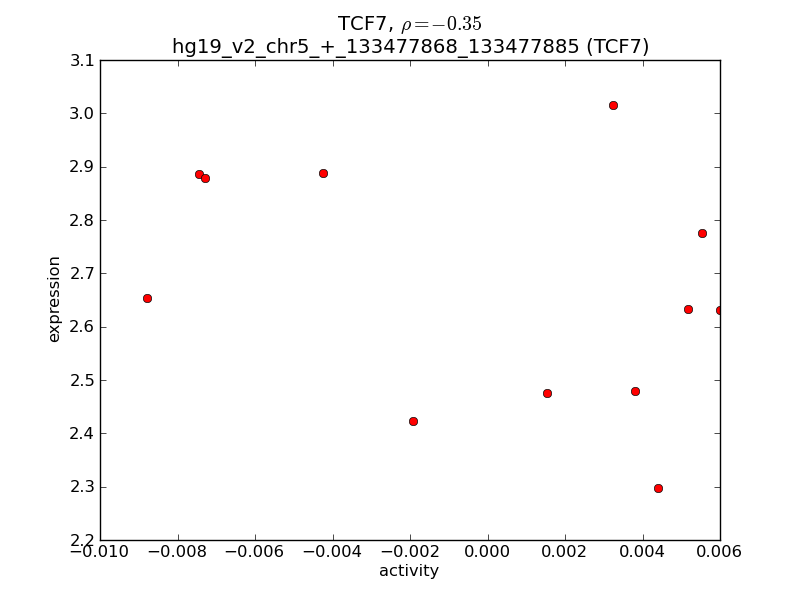 TCF7, ρ=−0.35
hg19_v2_chr5_+_133477868_133477885 (TCF7)
3.1
3.0
2.9
2.8
2.7
2.6
2.5
2.4
2.3
2.2
expression
−0.010 −0.008 −0.006 −0.004 −0.002 0.000 0.002 0.004 0.006
activity